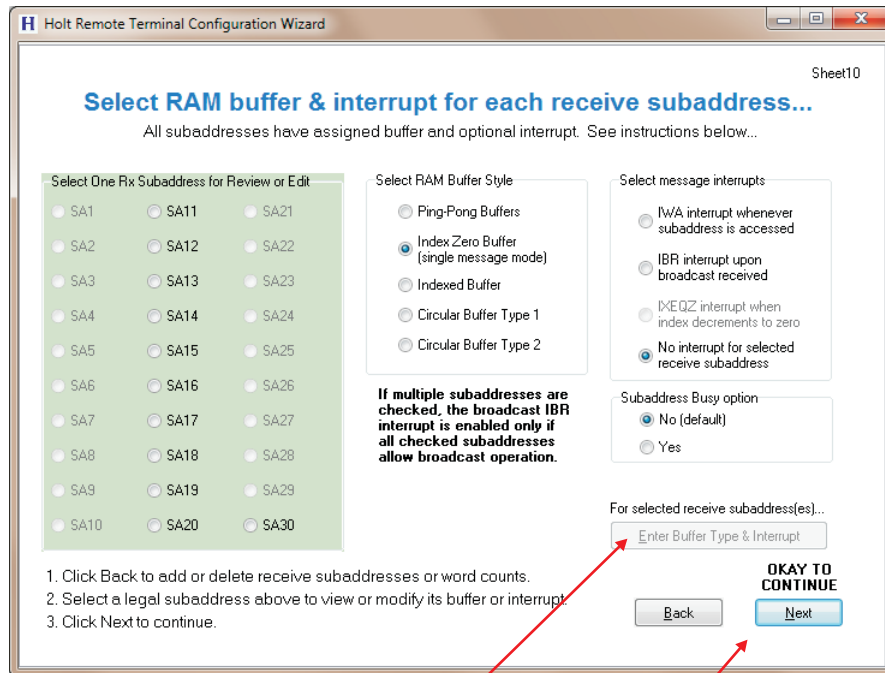 H Holt Remote Terminal Configuration Wizard
Sheet10
Select RAM buffer & interrupt for each receive subaddress...
All subaddresses have assigned buffer and optional interrupt. See instructions below...
Select One Rx Subaddress for Review or Edit
SA1 SA11 SA21
SA2 SA12 SA22
SA3 SA13 SA23
SA4 SA14 SA24
SA5 SA15 SA25
SA6 SA16 SA26
SA7 SA17 SA27
SA8 SA18 SA28
SA9 SA19 SA29
SA10 SA20 SA30
Select RAM Buffer Style
Ping-Pong Buffers
Index Zero Buffer
(single message mode)
Indexed Buffer
Circular Buffer Type 1
Circular Buffer Type 2
If multiple subaddresses are
checked, the broadcast IBR
interrupt is enabled only if
all checked subaddresses
allow broadcast operation.
Select message interrupts
IWA interrupt whenever
subaddress is accessed
IBR interrupt upon
broadcast received
IXEQZ interrupt when
index decrements to zero
No interrupt for selected
receive subaddress
Subaddress Busy option
No (default)
Yes
For selected receive subaddress(es)...
Enter Buffer Type & Interrupt
1. Click Back to add or delete receive subaddresses or word counts.
2. Select a legal subaddress above to view or modify its buffer or interrupt.
3. Click Next to continue.
OKAY TO
CONTINUE
Back
Next